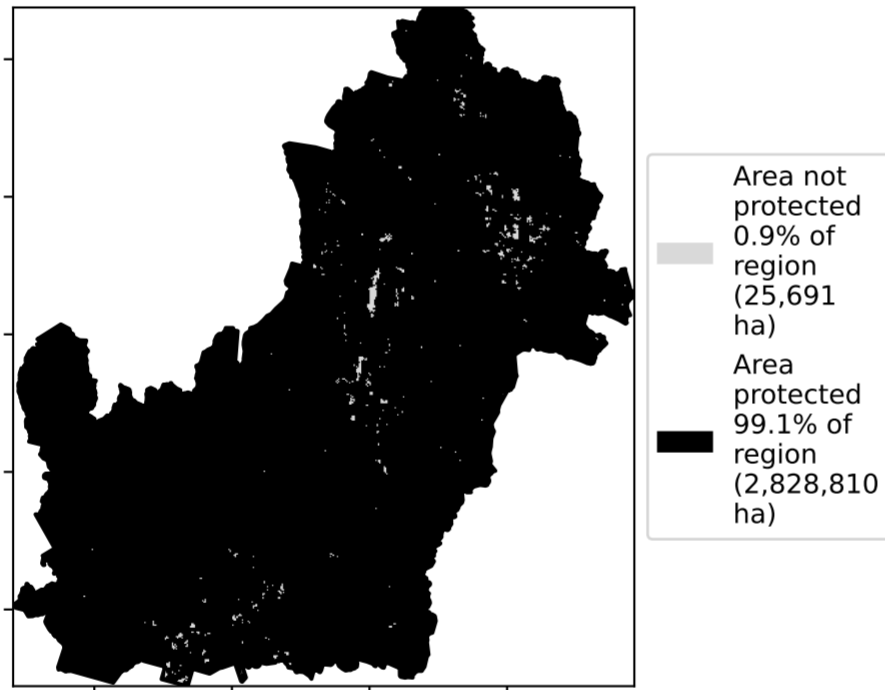 Area not
protected
0.9% of
region
(25,691
ha)
Area
protected
99.1% of
region
(2,828,810
ha)